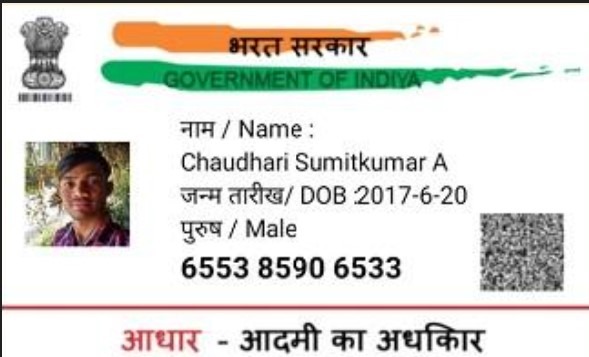 भरत सरकार
GOVERNMENT OF INDIYA
नाम / Name :
Chaudhari Sumitkumar A
जन्म तारीख/ DOB :2017-6-20
पुरुष / Male
6553 8590 6533
आधार - आदमी का अधकिार